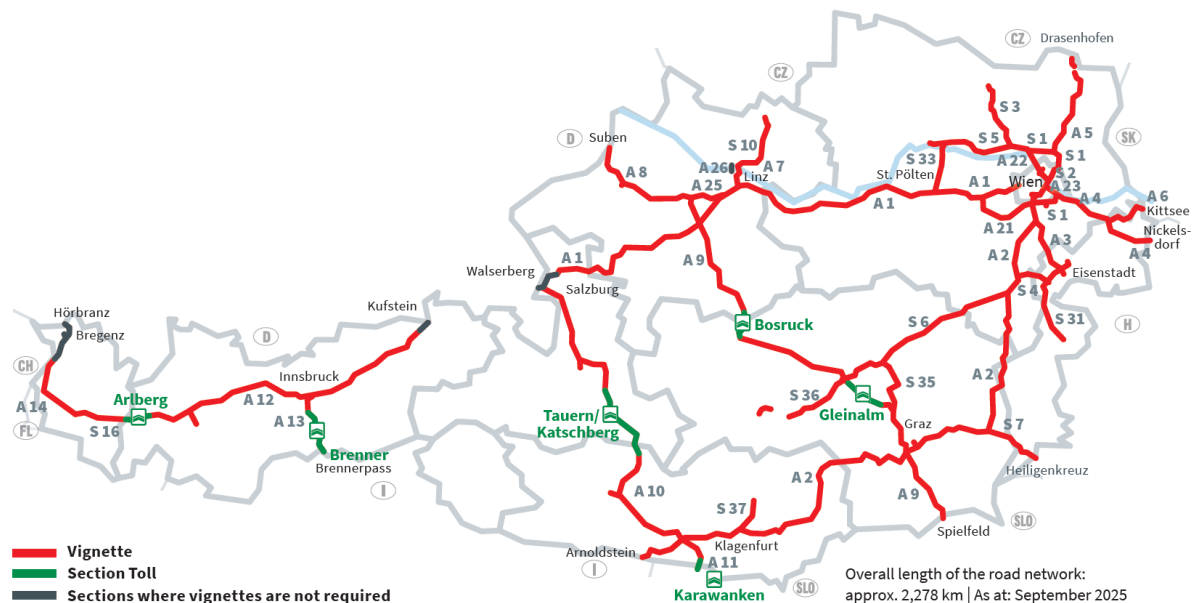 Drasenhofen
CZ
CZ
S 3
A 5
S 10
A 7
D
Suben
S 5
S 1
SK
A 22
S 1
S 33
A 26
Linz
A 8
A 25
St. Pölten
S 2
Wien
A 23
A 1
A 1
A 4
A 6
Kittsee
S 1
A 21
Nickels-
dorf
A 4
A 3
A 2
A 9
A 1
Walserberg
Salzburg
Eisenstadt
S 4
Kufstein
Hörbranz
Bregenz
D
Bosruck
S 6
S 31
H
CH
Innsbruck
A 2
S 35
S 36
Arlberg
A 12
A 14
A 13
Tauern/
Katschberg
Gleinalm
Graz
S 7
FL
S 16
Brenner
Brennerpass
Heiligenkreuz
I
A 10
A 2
A 9
S 37
SLO
Spielfeld
Klagenfurt
Arnoldstein
I
A 11
SLO
Karawanken
Vignette
Section Toll
Sections where vignettes are not required
Overall length of the road network:
approx. 2,278 km | As at: September 2025